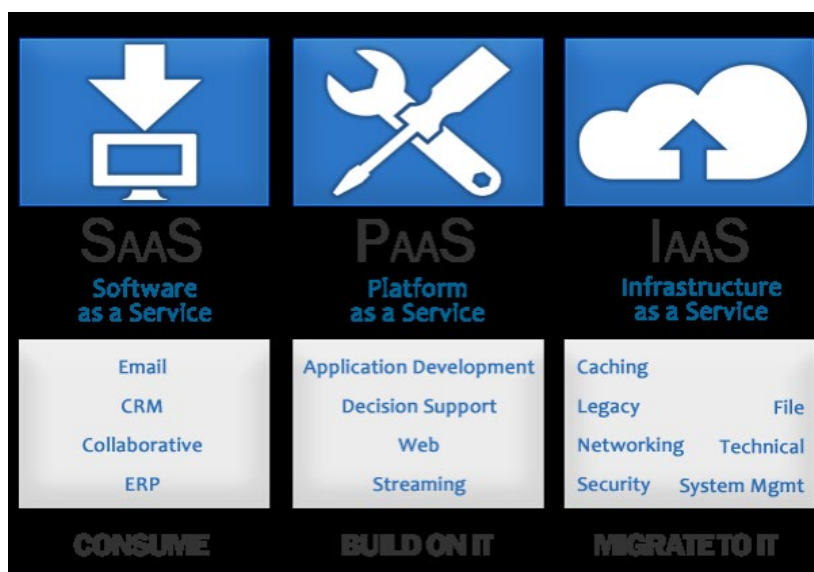 SaaS
Software
as a Service
Email
CRM
Collaborative
ERP
CONSUME
PaaS
Platform
as a Service
Application Development
Decision Support
Web
Streaming
BUILD ON IT
IaaS
Infrastructure
as a Service
Caching
Legacy File
Networking Technical
Security System Mgmt
MIGRATE TO IT